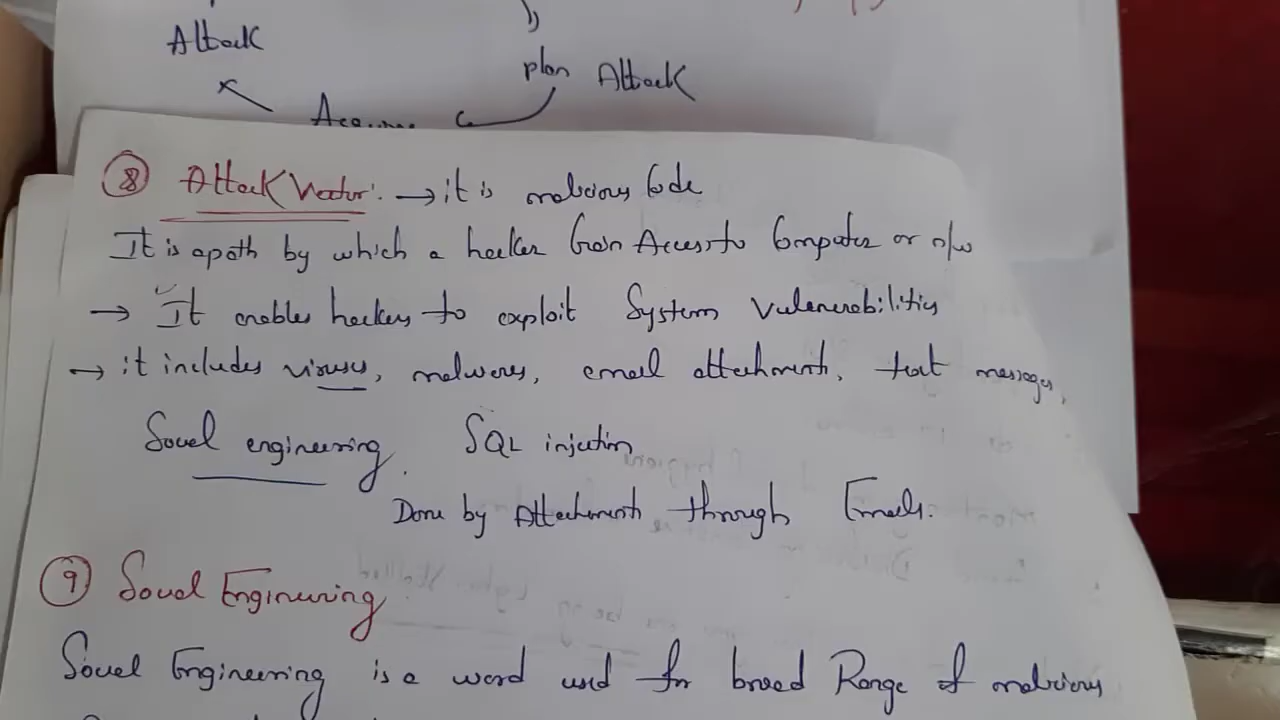 Attack
plan Attack
⑧ Attack Vector: → it is malicious Code
It is a path by which a hacker Gain Access to Computer or n/w
→ It enables hackers to exploit System Vulenerabilities
→ it includes viruses, malwares, email attachments, text messages,
Social engineering, SQL injection
Done by Attachments through Emails.
⑨ Social Engineering
Social Engineering is a word used for broad Range of malicious